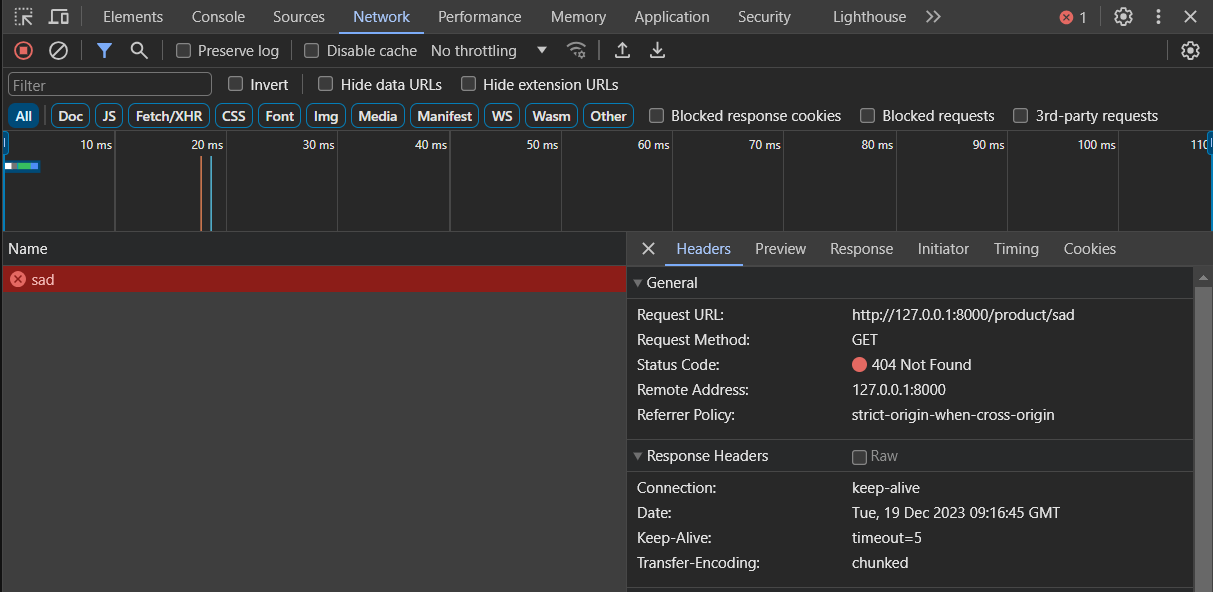 Elements Console Sources Network Performance Memory Application Security Lighthouse 1
Preserve log Disable cache No throttling
Filter Invert Hide data URLs Hide extension URLs
All Doc JS Fetch/XHR CSS Font Img Media Manifest WS Wasm Other Blocked response cookies Blocked requests 3rd-party requests
10 ms 20 ms 30 ms 40 ms 50 ms 60 ms 70 ms 80 ms 90 ms 100 ms 110
Name
sad
Headers Preview Response Initiator Timing Cookies
General
Request URL: http://127.0.0.1:8000/product/sad
Request Method: GET
Status Code: 404 Not Found
Remote Address: 127.0.0.1:8000
Referrer Policy: strict-origin-when-cross-origin
Response Headers Raw
Connection: keep-alive
Date: Tue, 19 Dec 2023 09:16:45 GMT
Keep-Alive: timeout=5
Transfer-Encoding: chunked